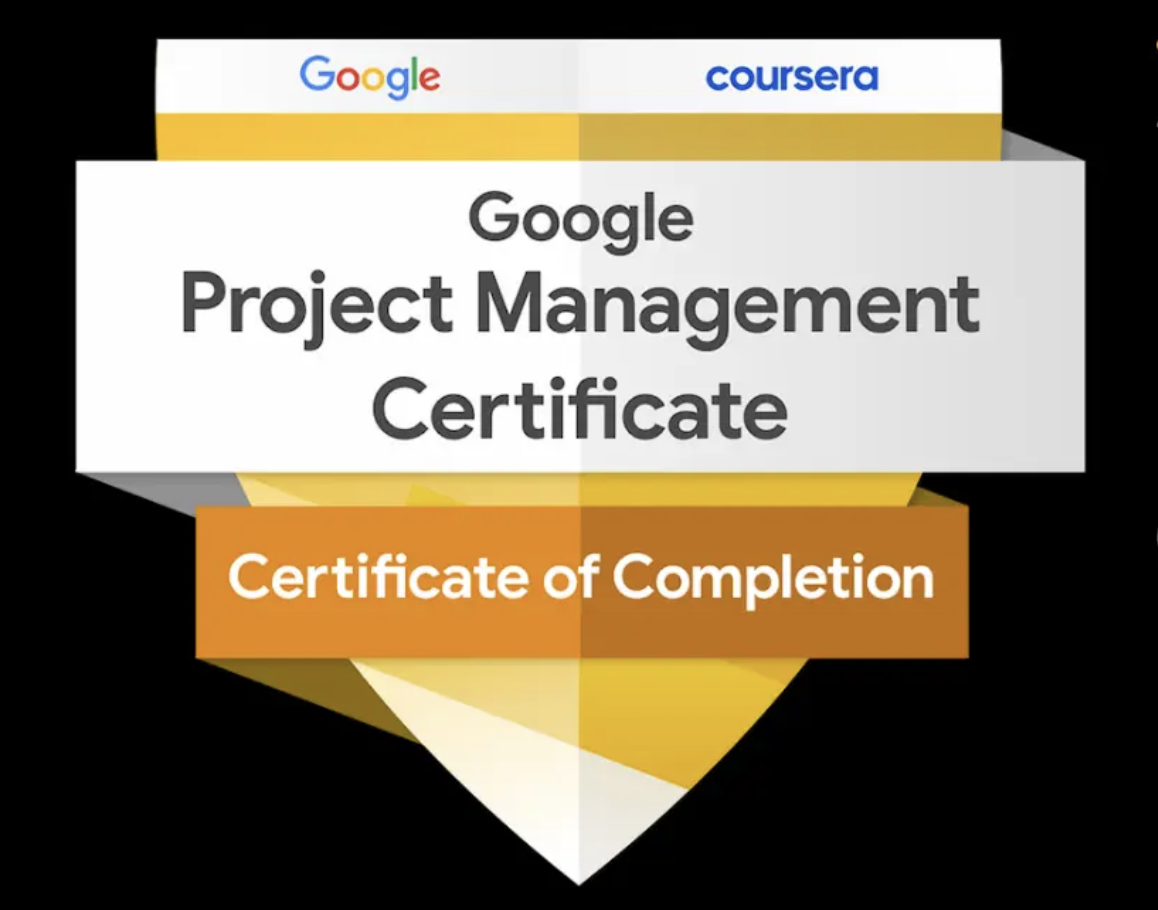 Google coursera
Google
Project Management
Certificate
Certificate of Completion